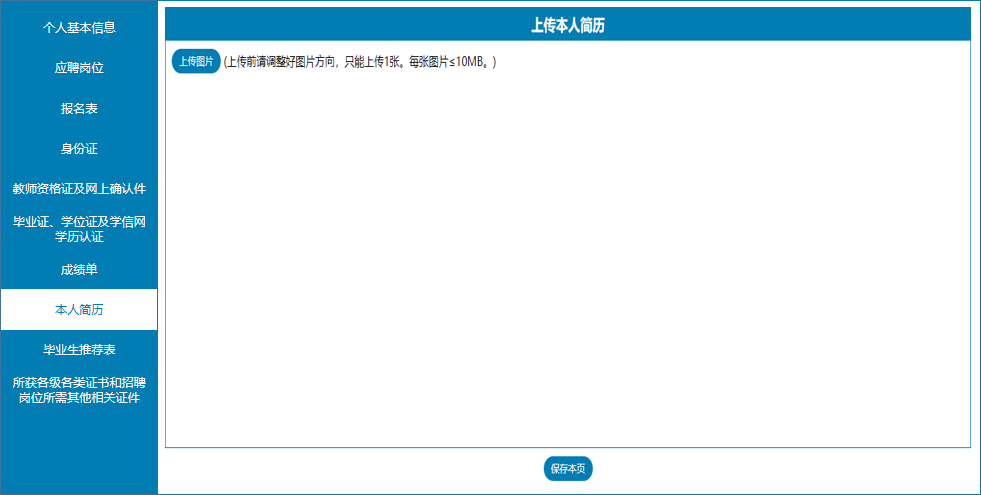 个人基本信息
应聘岗位
报名表
身份证
教师资格证及网上确认件
毕业证、学位证及学信网
学历认证
成绩单
本人简历
毕业生推荐表
所获各级各类证书和招聘
岗位所需其他相关证件
上传本人简历
上传图片 (上传前请调整好图片方向，只能上传1张。每张图片≤10MB。)
保存本页